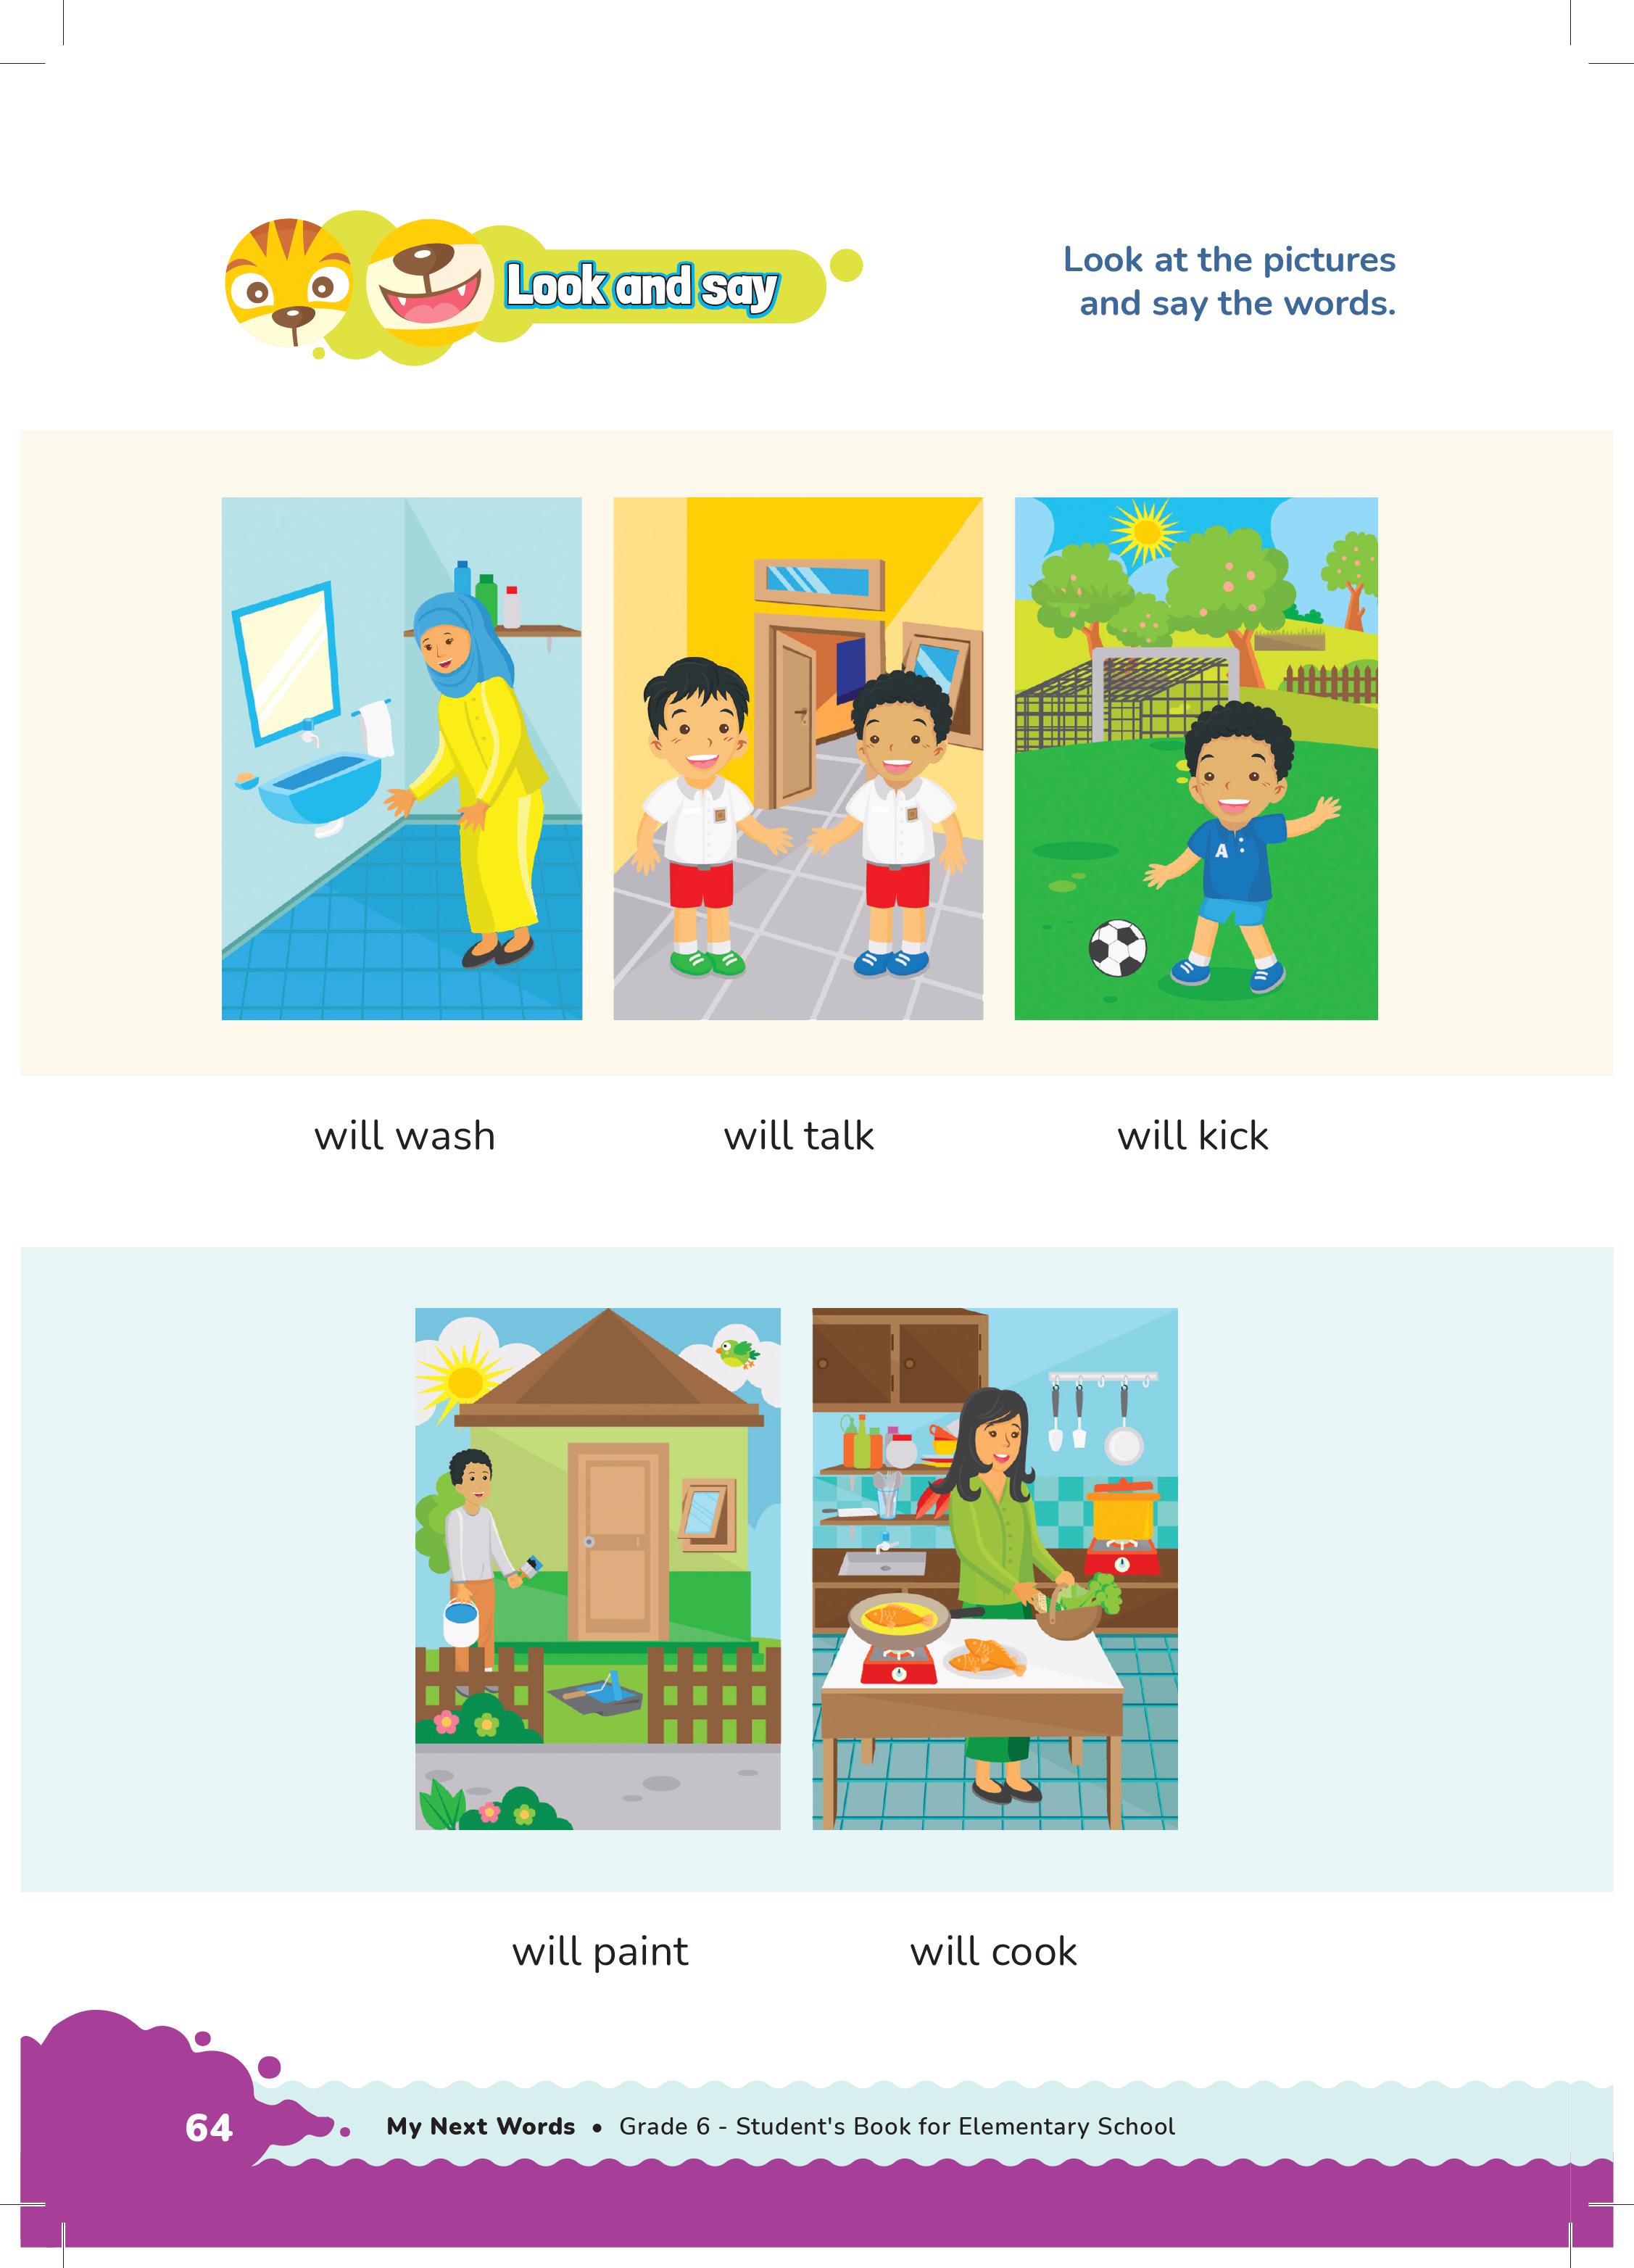 Look and say
Look at the pictures
and say the words.
A
will wash
will talk
will kick
will paint
will cook
64
My Next Words • Grade 6 - Student's Book for Elementary School